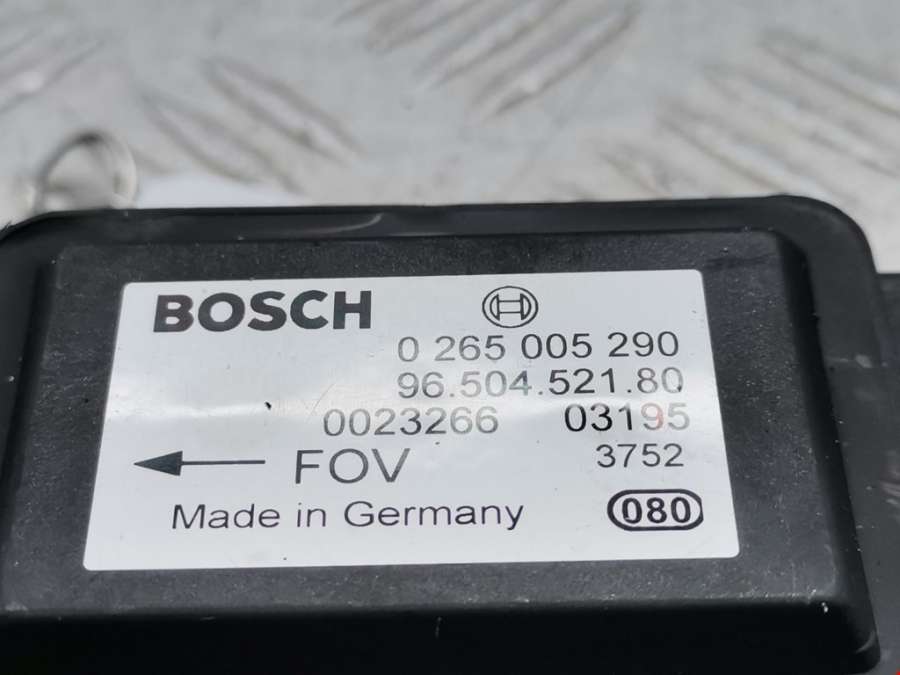 BOSCH
0 265 005 290
96.504.521.80
0023266 03195
FOV 3752
Made in Germany 080